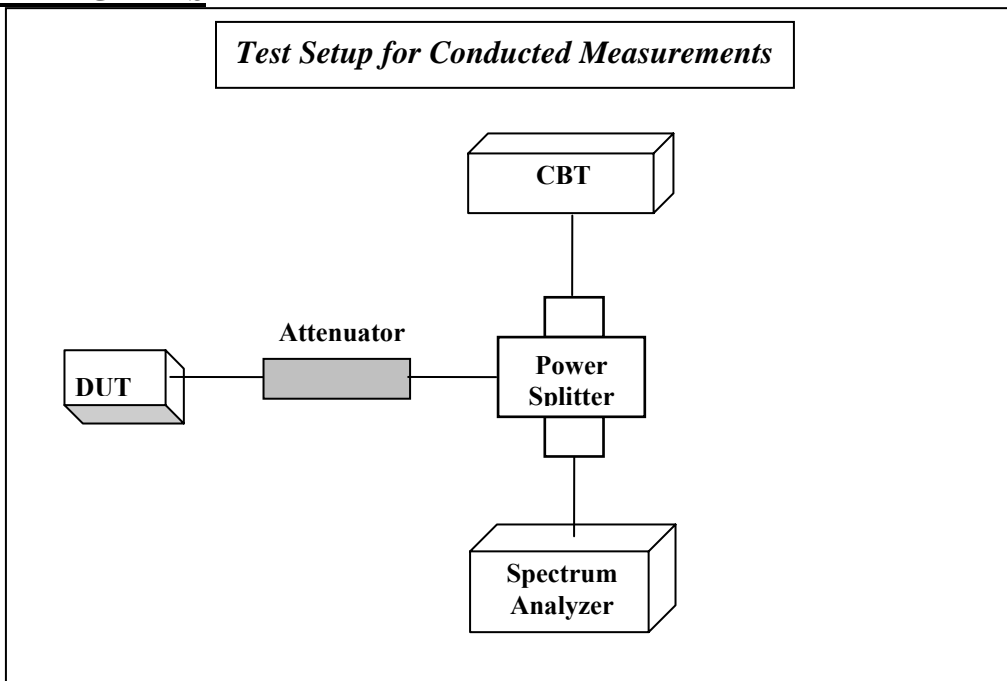 Test Setup for Conducted Measurements
CBT
Attenuator
DUT
Power
Splitter
Spectrum
Analyzer